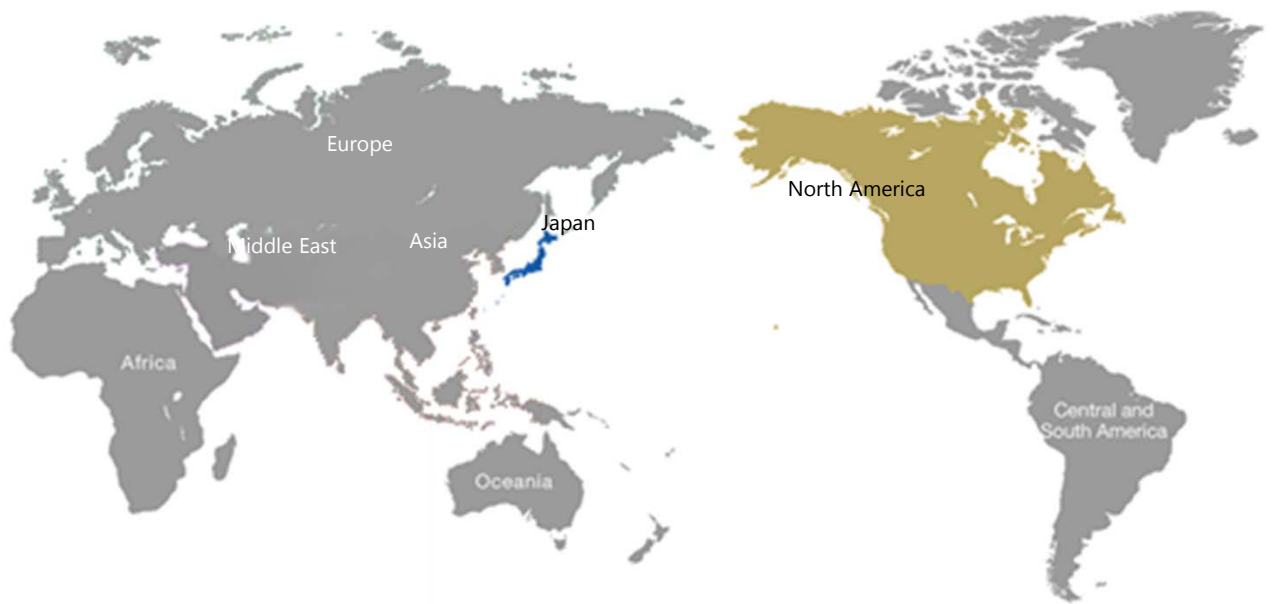 Europe
North America
Japan
Middle East
Asia
Africa
Central and
South America
Oceania